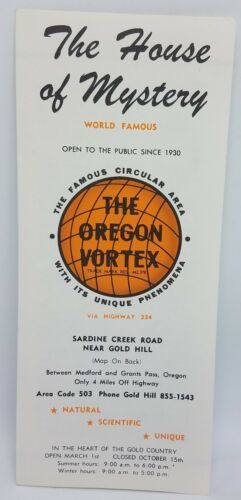 The House
of Mystery
WORLD FAMOUS
OPEN TO THE PUBLIC SINCE 1930
• THE FAMOUS CIRCULAR AREA •
THE
OREGON
VORTEX
TRADE MARK REG.
WITH ITS UNIQUE PHENOMENA
VIA HIGHWAY 234
SARDINE CREEK ROAD
NEAR GOLD HILL
(Map On Back)
Between Medford and Grants Pass, Oregon
Only 4 Miles Off Highway
Area Code 503 Phone Gold Hill 855-1543
★ NATURAL
★ SCIENTIFIC
★ UNIQUE
IN THE HEART OF THE GOLD COUNTRY
OPEN MARCH 1st CLOSED OCTOBER 15th
Summer hours: 9:00 a.m. to 6:00 p.m.
Winter hours: 9:00 a.m. to 5:00 p.m.